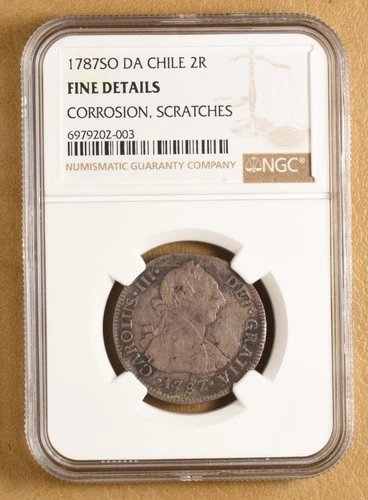 1787SO DA CHILE 2R
FINE DETAILS
CORROSION, SCRATCHES
6979202-003
NUMISMATIC GUARANTY COMPANY
NGC®
CAROLUS·III· DEI·GRATIA·
·1787·